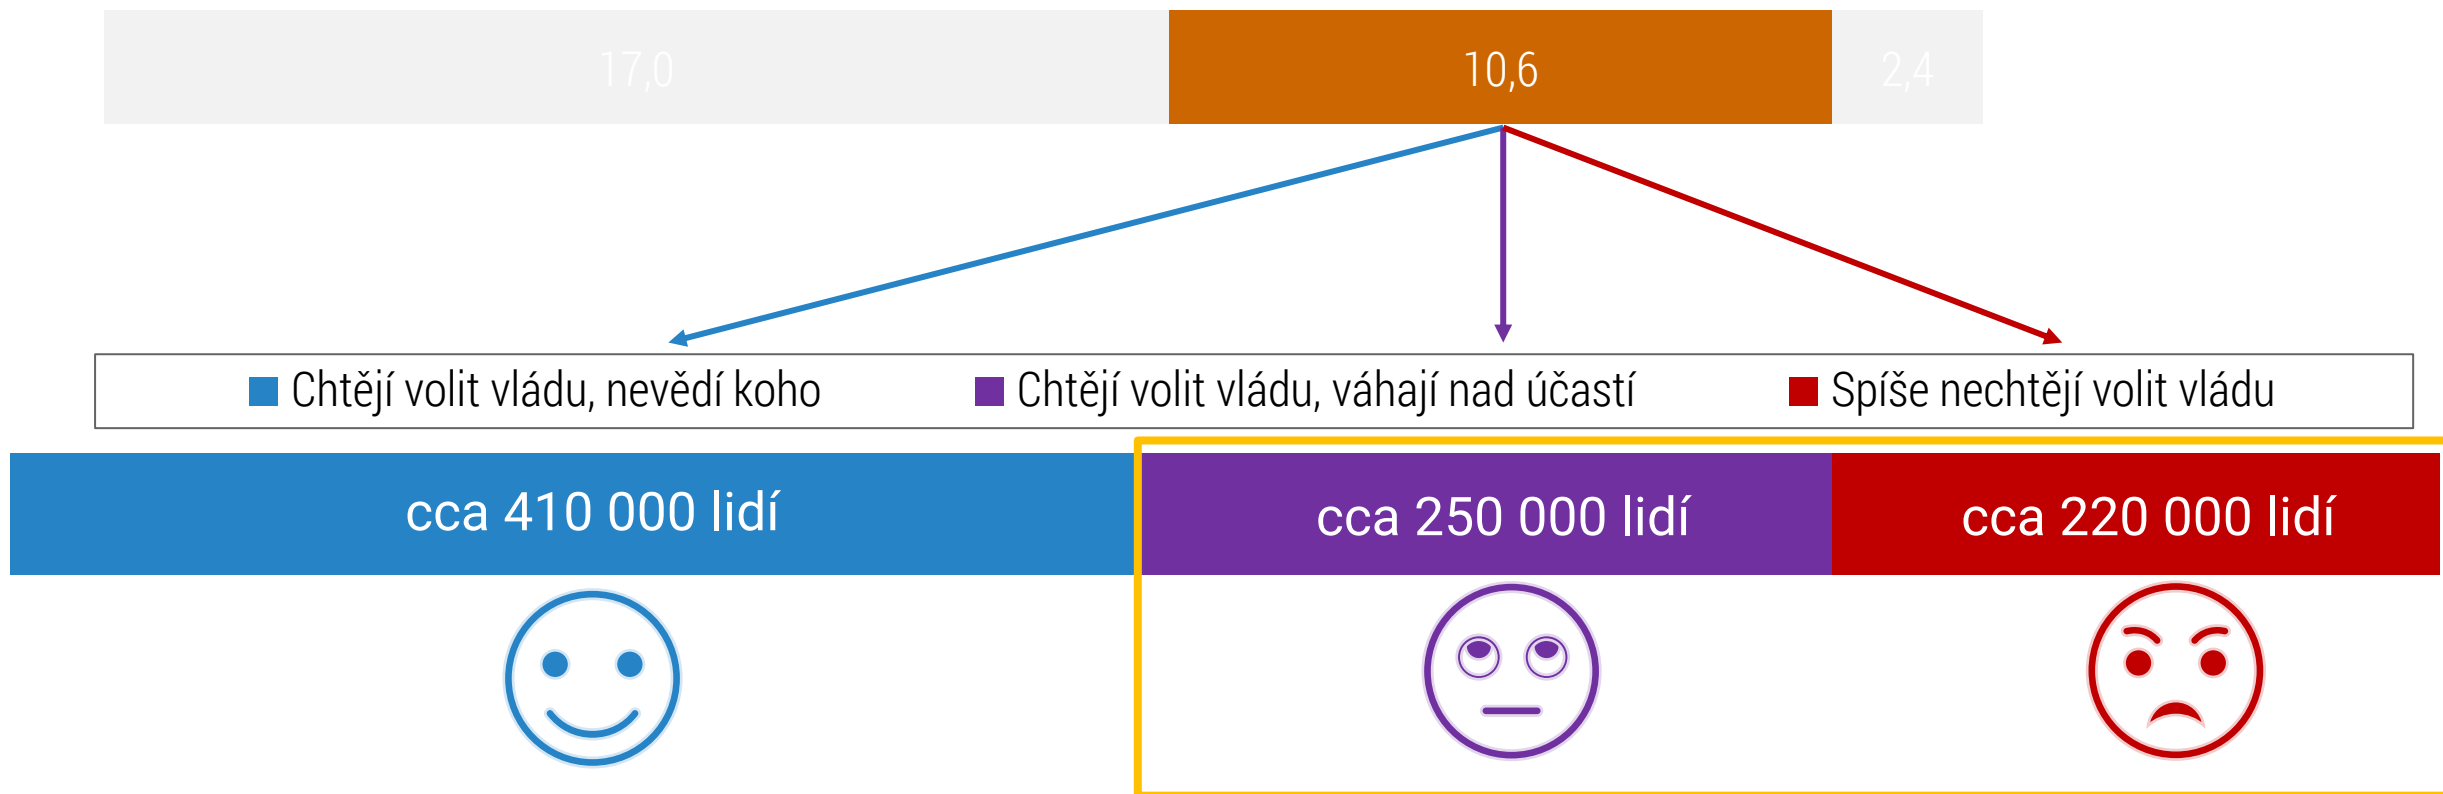 17,0 10,6 2,4
Chtějí volit vládu, nevědí koho Chtějí volit vládu, váhají nad účastí Spíše nechtějí volit vládu
cca 410 000 lidí cca 250 000 lidí cca 220 000 lidí